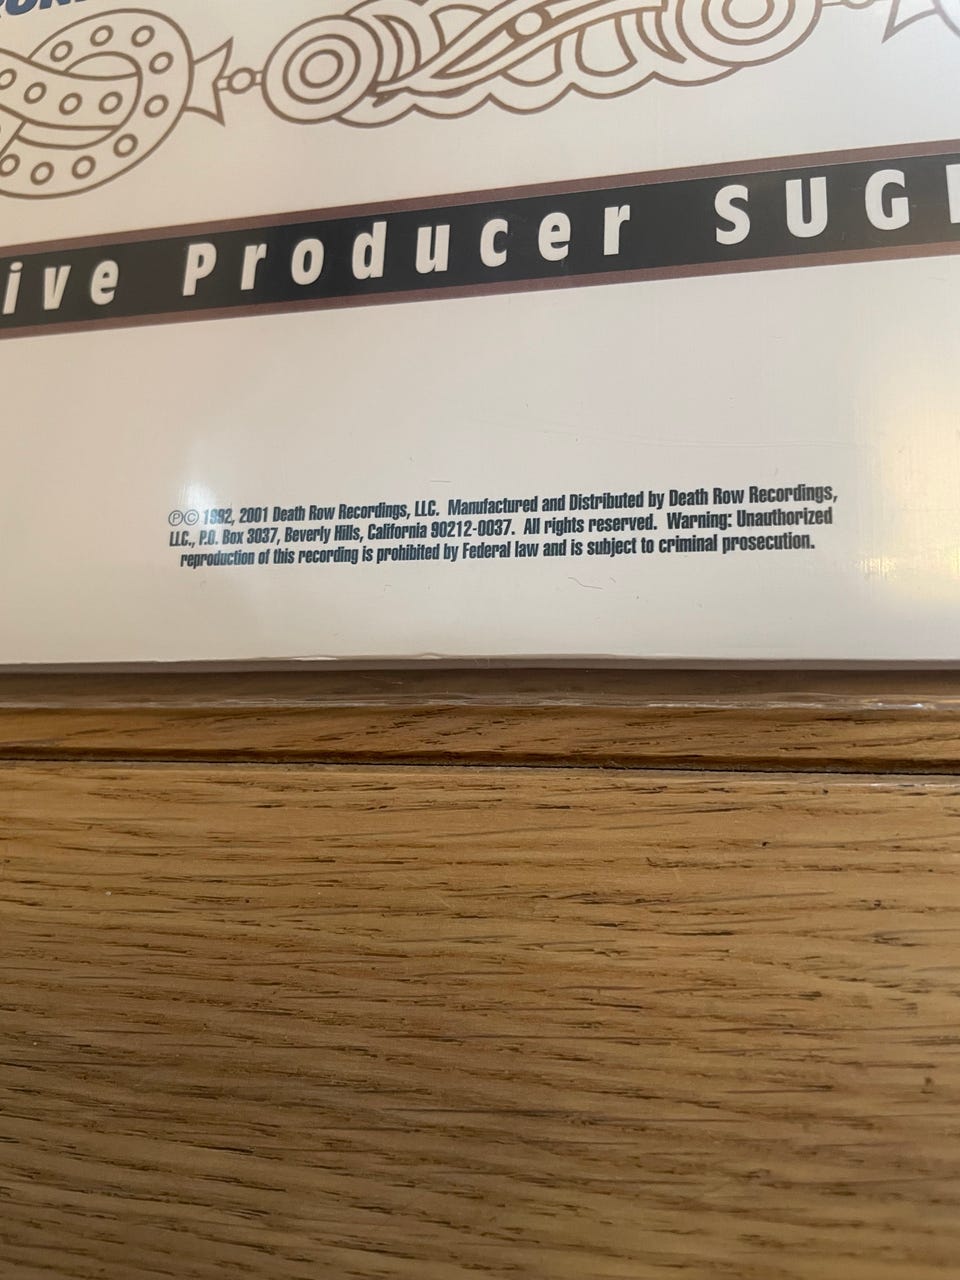 ive Producer SUG
℗© 1992, 2001 Death Row Recordings, LLC. Manufactured and Distributed by Death Row Recordings,
LLC., P.O. Box 3037, Beverly Hills, California 90212-0037. All rights reserved. Warning: Unauthorized
reproduction of this recording is prohibited by Federal law and is subject to criminal prosecution.